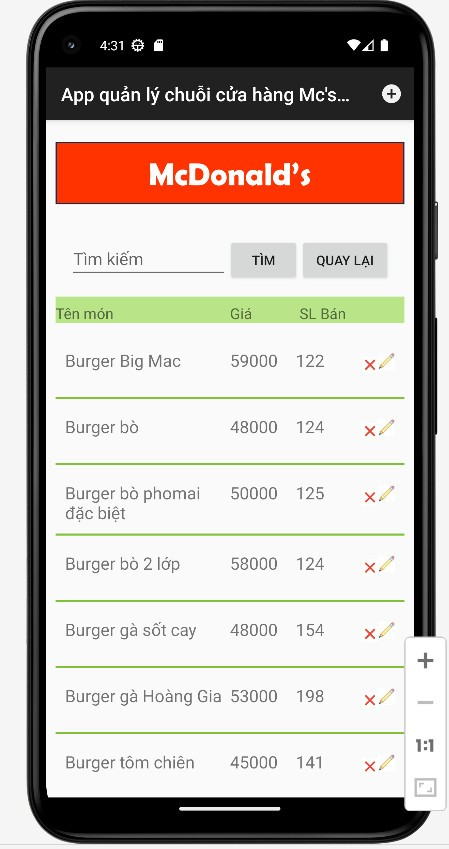 4:31
App quản lý chuỗi cửa hàng Mc's...
McDonald's
Tìm kiếm TÌM QUAY LẠI
Tên món Giá SL Bán
Burger Big Mac 59000 122
Burger bò 48000 124
Burger bò phomai đặc biệt 50000 125
Burger bò 2 lớp 58000 124
Burger gà sốt cay 48000 154
Burger gà Hoàng Gia 53000 198
Burger tôm chiên 45000 141
1:1